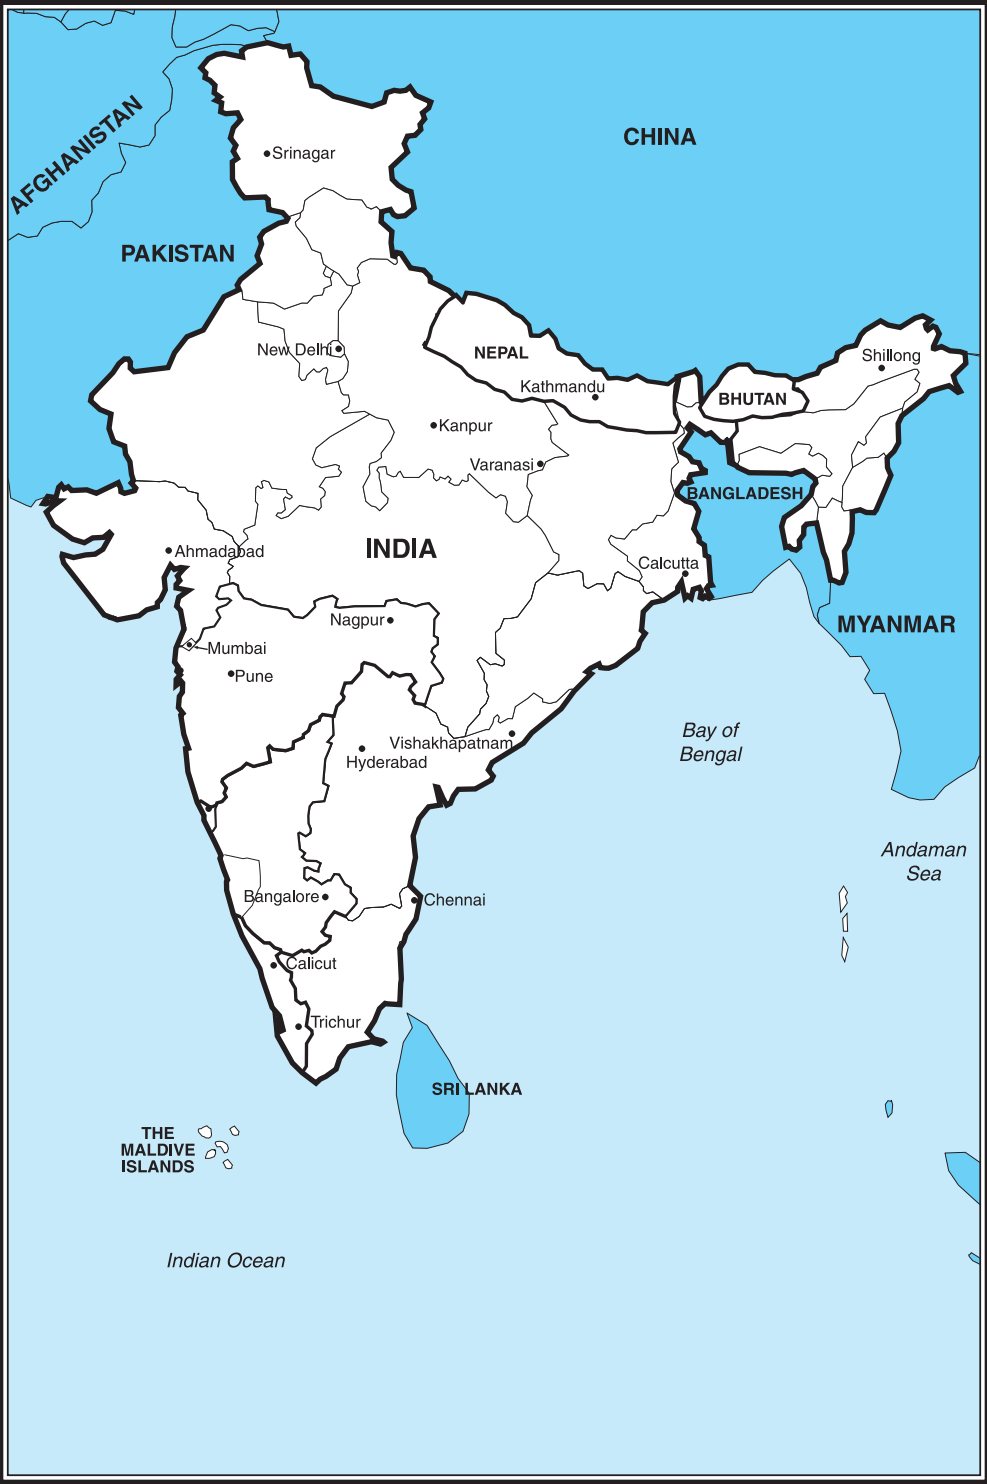 CHINA
AFGHANISTAN
Srinagar
PAKISTAN
New Delhi
NEPAL
Shillong
Kathmandu
BHUTAN
Kanpur
Varanasi
BANGLADESH
INDIA
Ahmadabad
Calcutta
Nagpur
MYANMAR
Mumbai
Pune
Bay of
Bengal
Vishakhapatnam
Hyderabad
Andaman
Sea
Bangalore
Chennai
Calicut
Trichur
SRI LANKA
THE
MALDIVE
ISLANDS
Indian Ocean